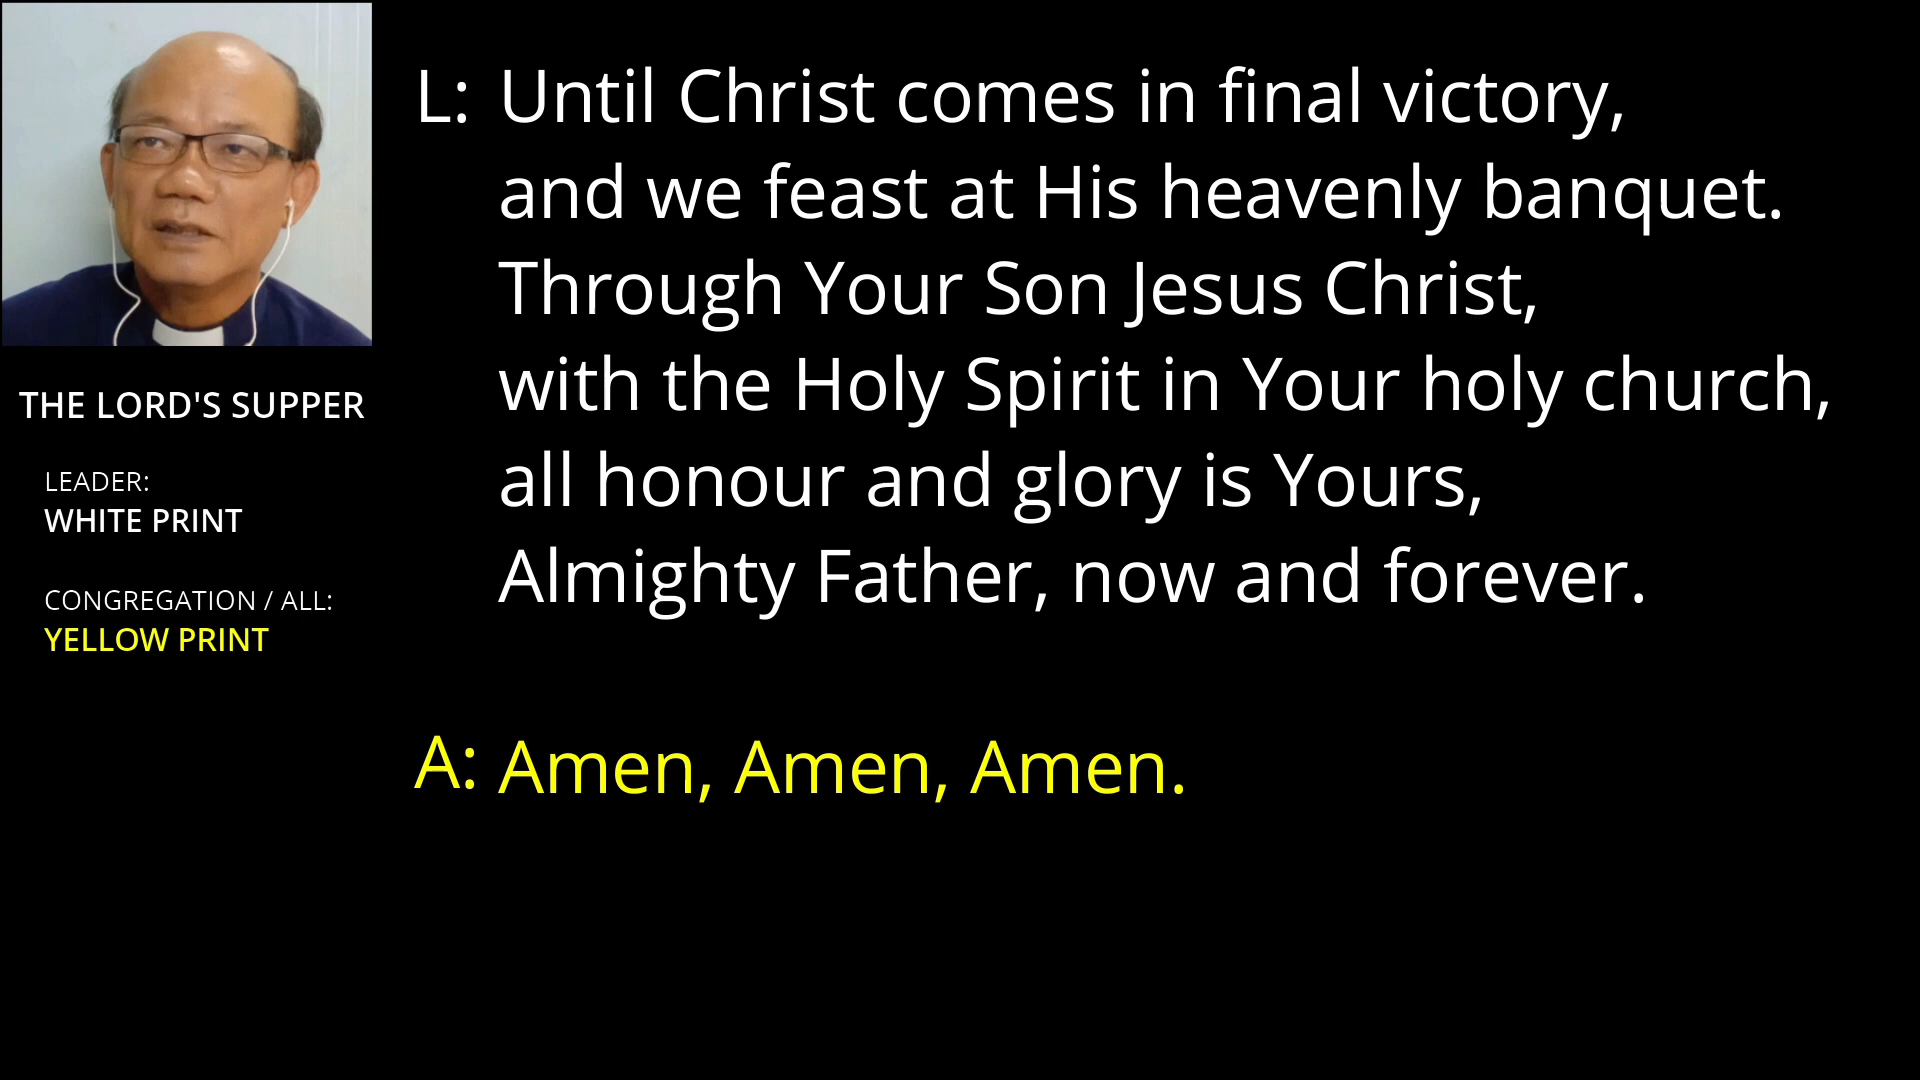 THE LORD'S SUPPER
LEADER:
WHITE PRINT
CONGREGATION / ALL:
YELLOW PRINT
L: Until Christ comes in final victory,
and we feast at His heavenly banquet.
Through Your Son Jesus Christ,
with the Holy Spirit in Your holy church,
all honour and glory is Yours,
Almighty Father, now and forever.
A: Amen, Amen, Amen.